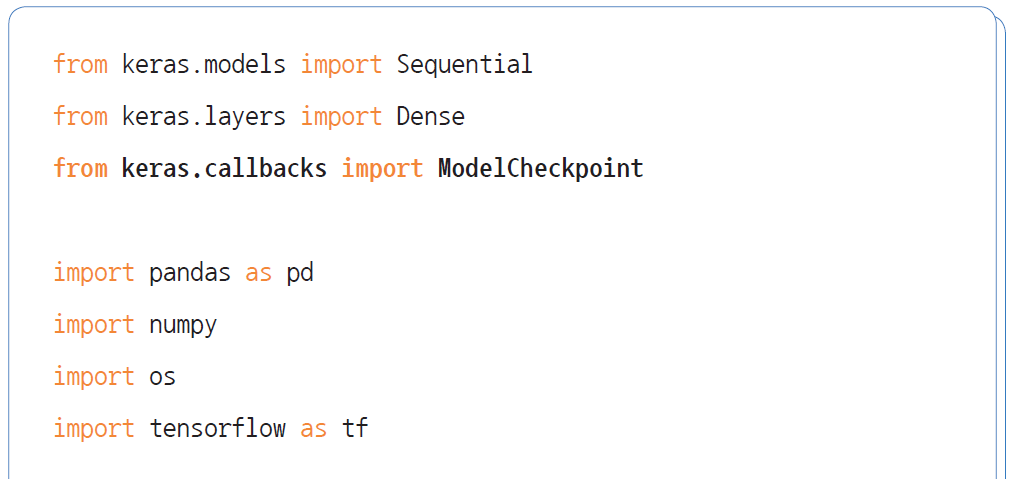 from keras.models import Sequential
from keras.layers import Dense
from keras.callbacks import ModelCheckpoint
import pandas as pd
import numpy
import os
import tensorflow as tf